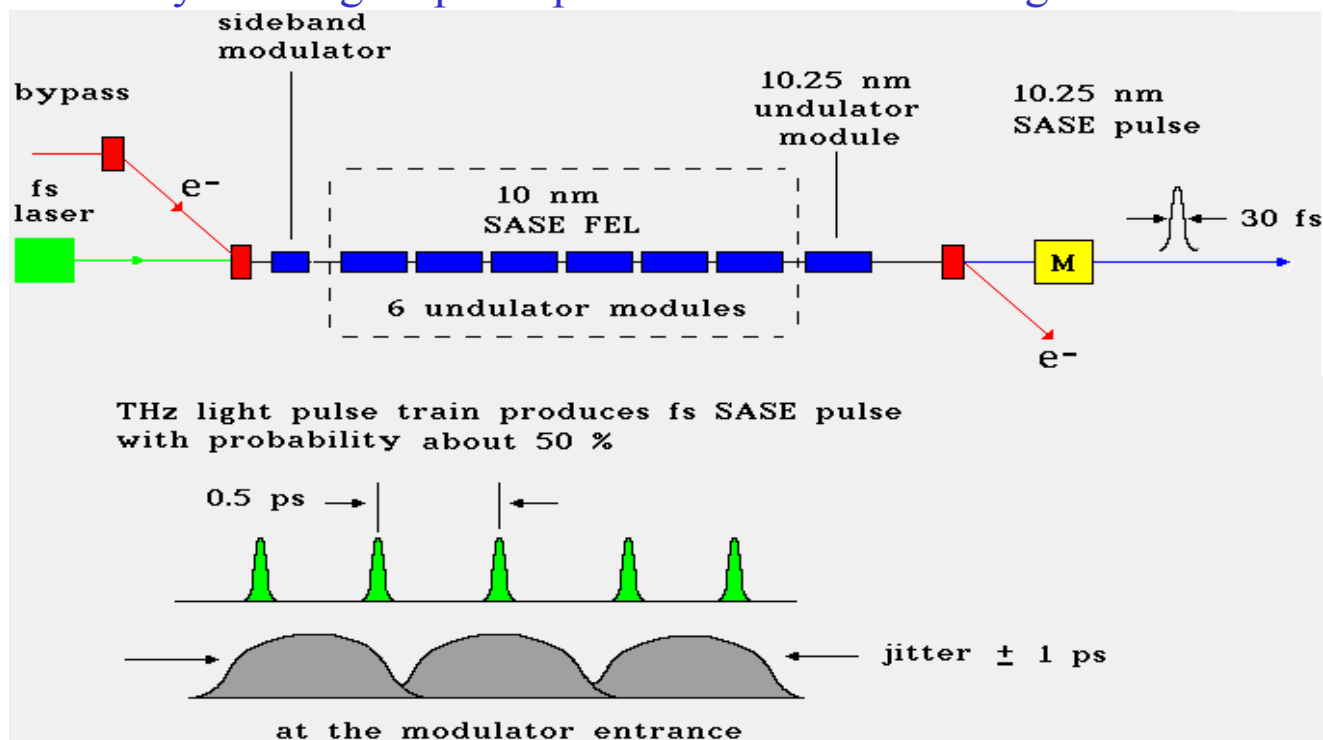 sideband
modulator
bypass
10.25 nm
undulator
module
10.25 nm
SASE pulse
e-
fs
laser
10 nm
SASE FEL
30 fs
M
6 undulator modules
e-
THz light pulse train produces fs SASE pulse
with probability about 50 %
0.5 ps
jitter ± 1 ps
at the modulator entrance